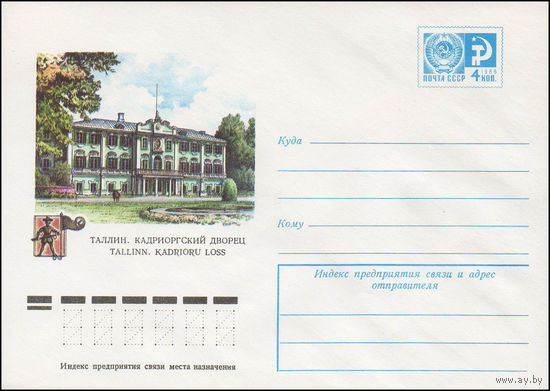 ПОЧТА СССР
1966
4 КОП.
Куда
Кому
Индекс предприятия связи и адрес
отправителя
ТАЛЛИН. КАДРИОРГСКИЙ ДВОРЕЦ
TALLINN. KADRIORU LOSS
Индекс предприятия связи места назначения
www.ay.by